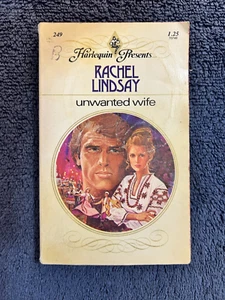 249
Harlequin Presents
1.25
RACHEL
LINDSAY
unwanted wife